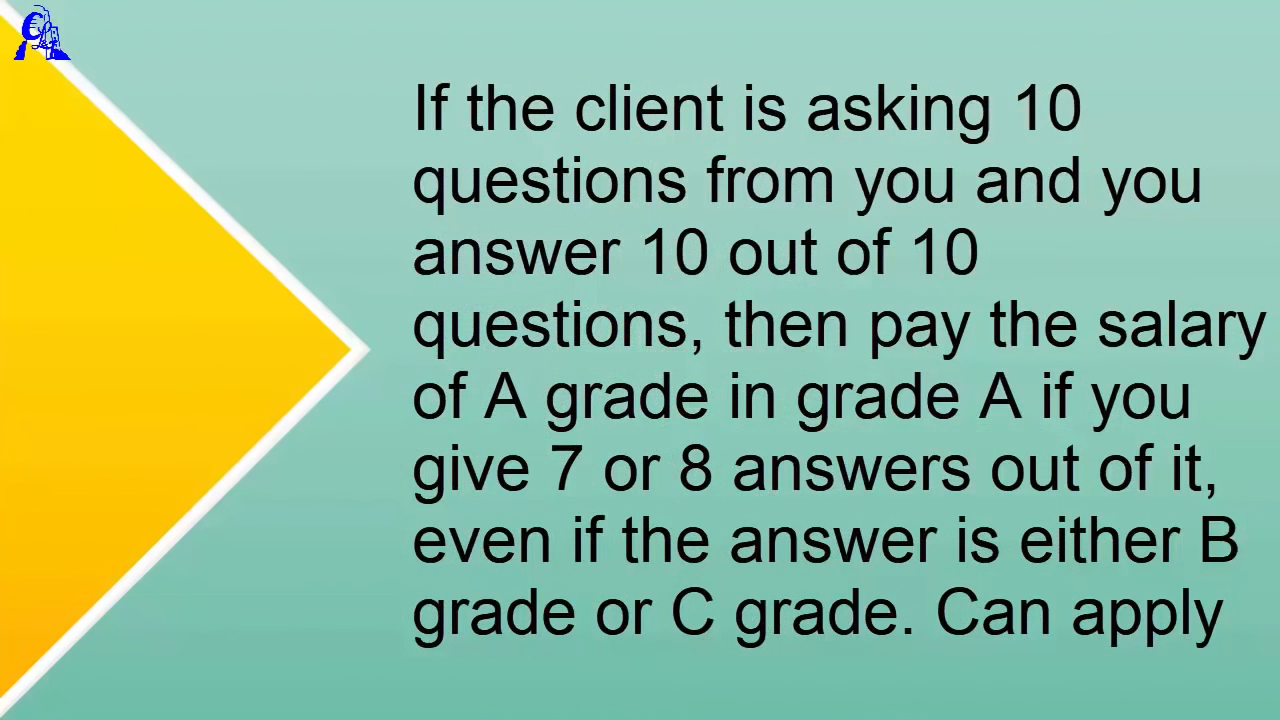 If the client is asking 10
questions from you and you
answer 10 out of 10
questions, then pay the salary
of A grade in grade A if you
give 7 or 8 answers out of it,
even if the answer is either B
grade or C grade. Can apply